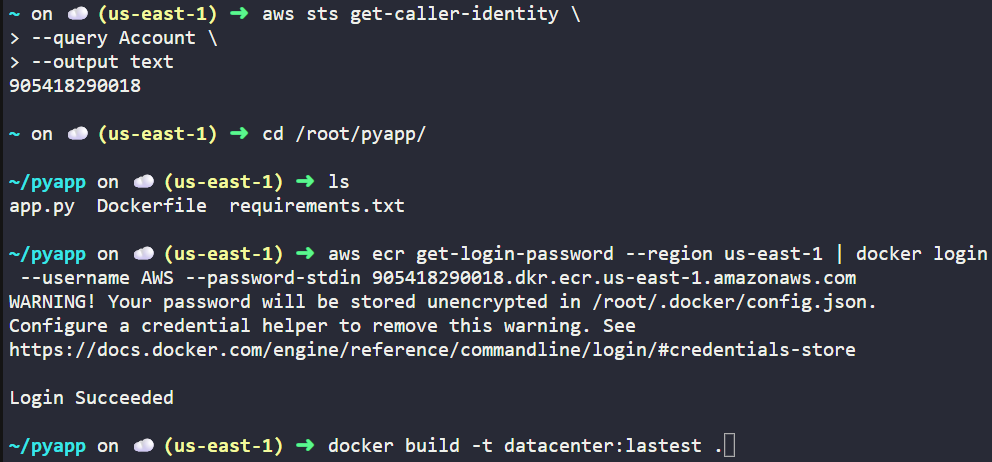 ~ on ☁️ (us-east-1) ➜ aws sts get-caller-identity \
> --query Account \
> --output text
905418290018
~ on ☁️ (us-east-1) ➜ cd /root/pyapp/
~/pyapp on ☁️ (us-east-1) ➜ ls
app.py  Dockerfile  requirements.txt
~/pyapp on ☁️ (us-east-1) ➜ aws ecr get-login-password --region us-east-1 | docker login
 --username AWS --password-stdin 905418290018.dkr.ecr.us-east-1.amazonaws.com
WARNING! Your password will be stored unencrypted in /root/.docker/config.json.
Configure a credential helper to remove this warning. See
https://docs.docker.com/engine/reference/commandline/login/#credentials-store
Login Succeeded
~/pyapp on ☁️ (us-east-1) ➜ docker build -t datacenter:lastest .